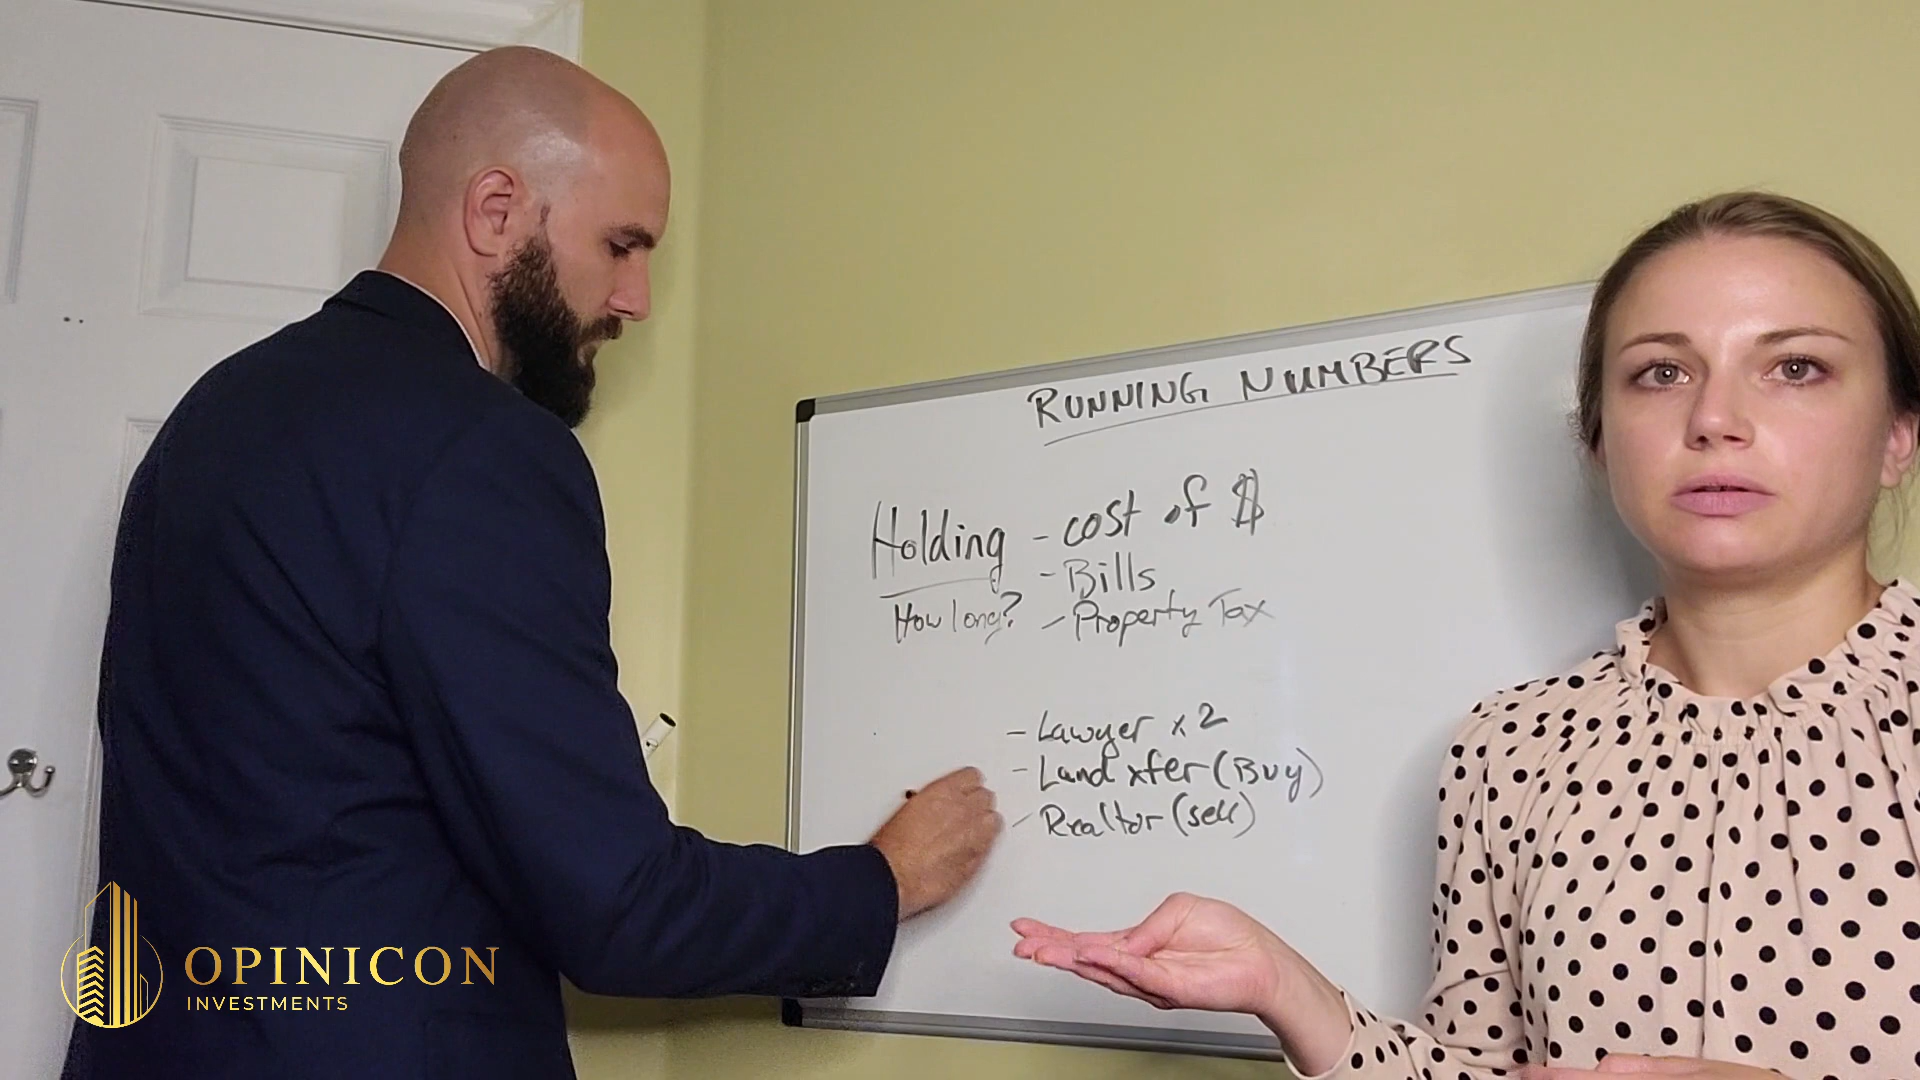 RUNNING NUMBERS
Holding - cost of $
- Bills
How long? - Property Tax
- Lawyer x 2
- Land xfer (Buy)
- Realtor (sell)
OPINICON
INVESTMENTS